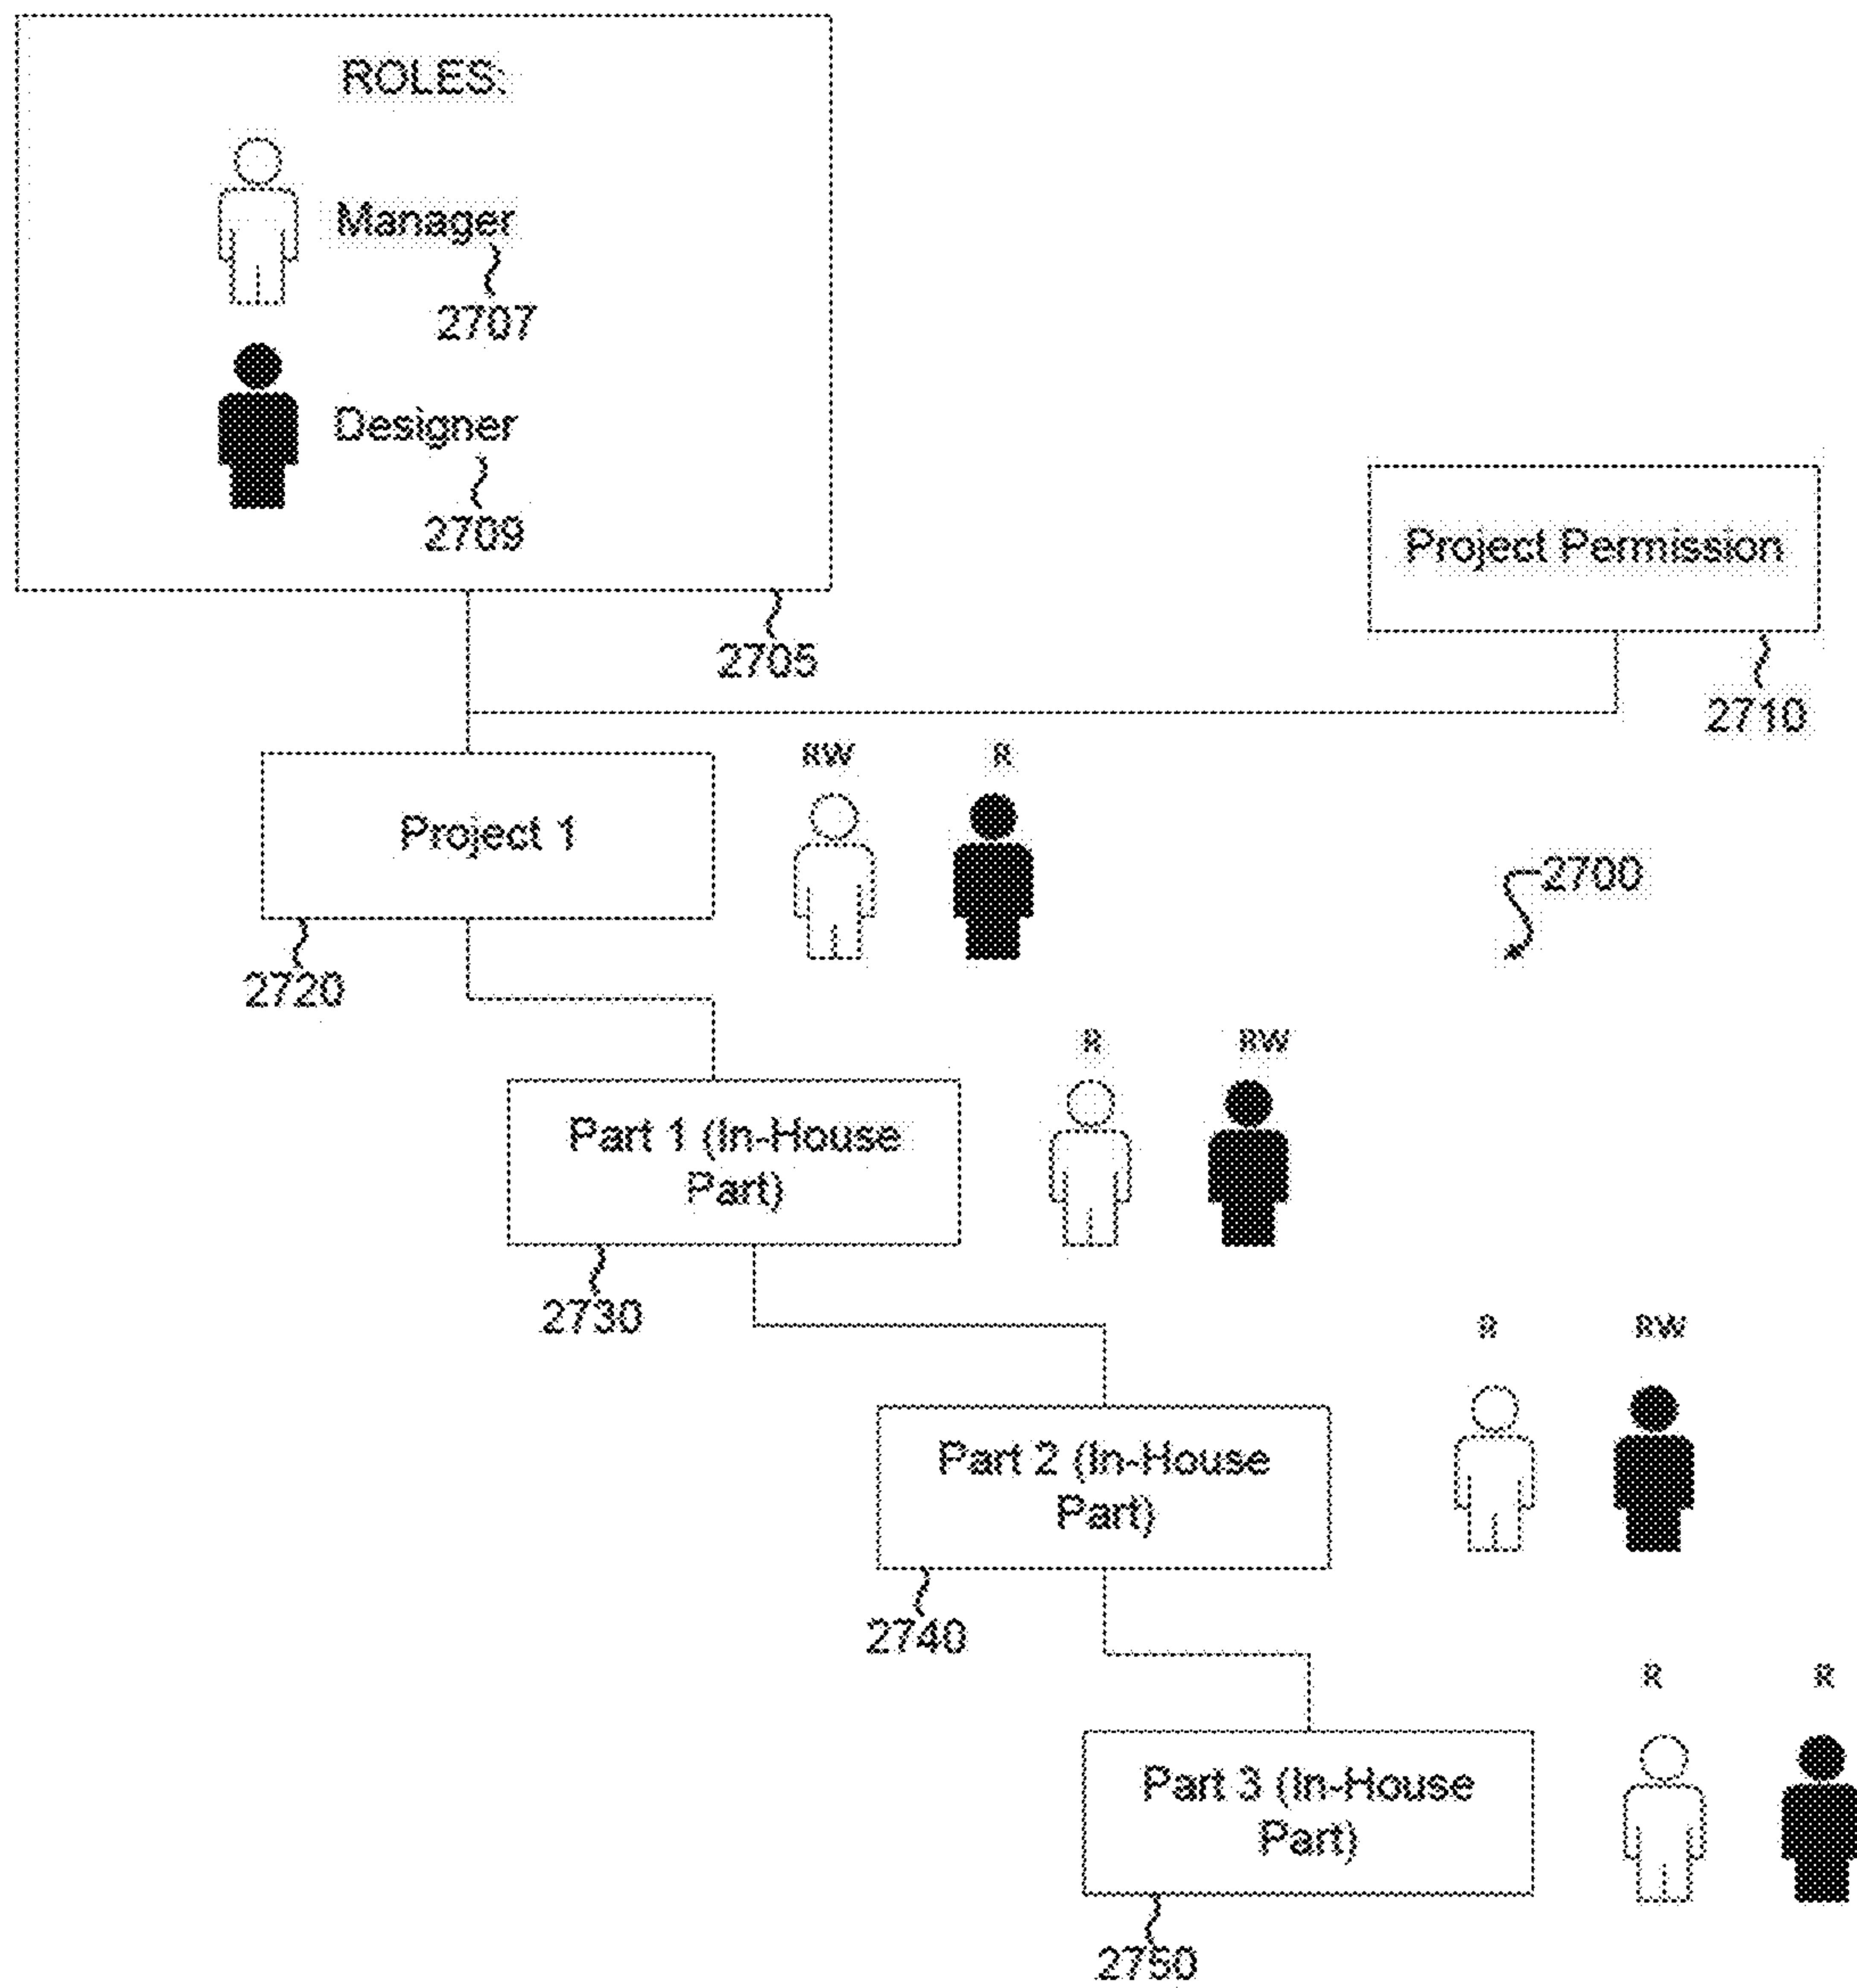 ROLES:
Manager
2707
Designer
2709
Project Permission
2705
2710
RW R
Project 1
2700
2720
R RW
Part 1 (In-House
Part)
2730
R RW
Part 2 (In-House
Part)
2740
R R
Part 3 (In-House
Part)
2750